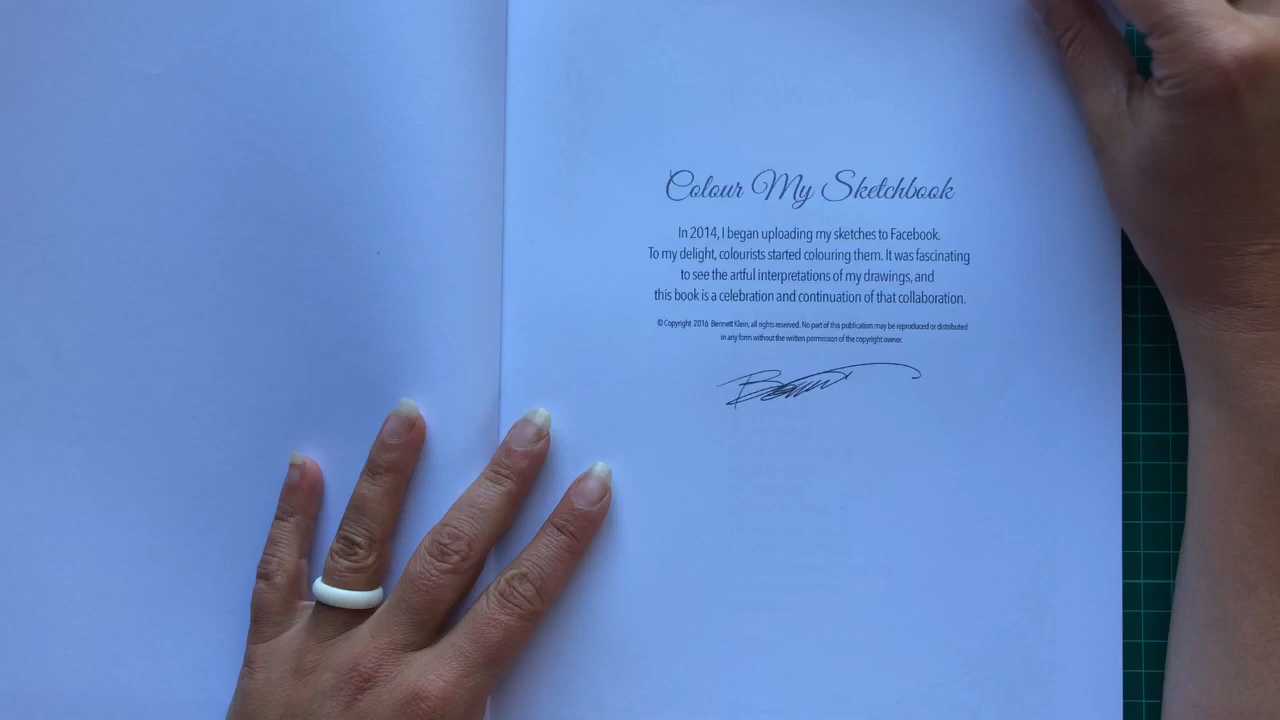 Colour My Sketchbook
In 2014, I began uploading my sketches to Facebook.
To my delight, colourists started colouring them. It was fascinating
to see the artful interpretations of my drawings, and
this book is a celebration and continuation of that collaboration.
© Copyright 2016 Bennett Klein, all rights reserved. No part of this publication may be reproduced or distributed
in any form without the written permission of the copyright owner.